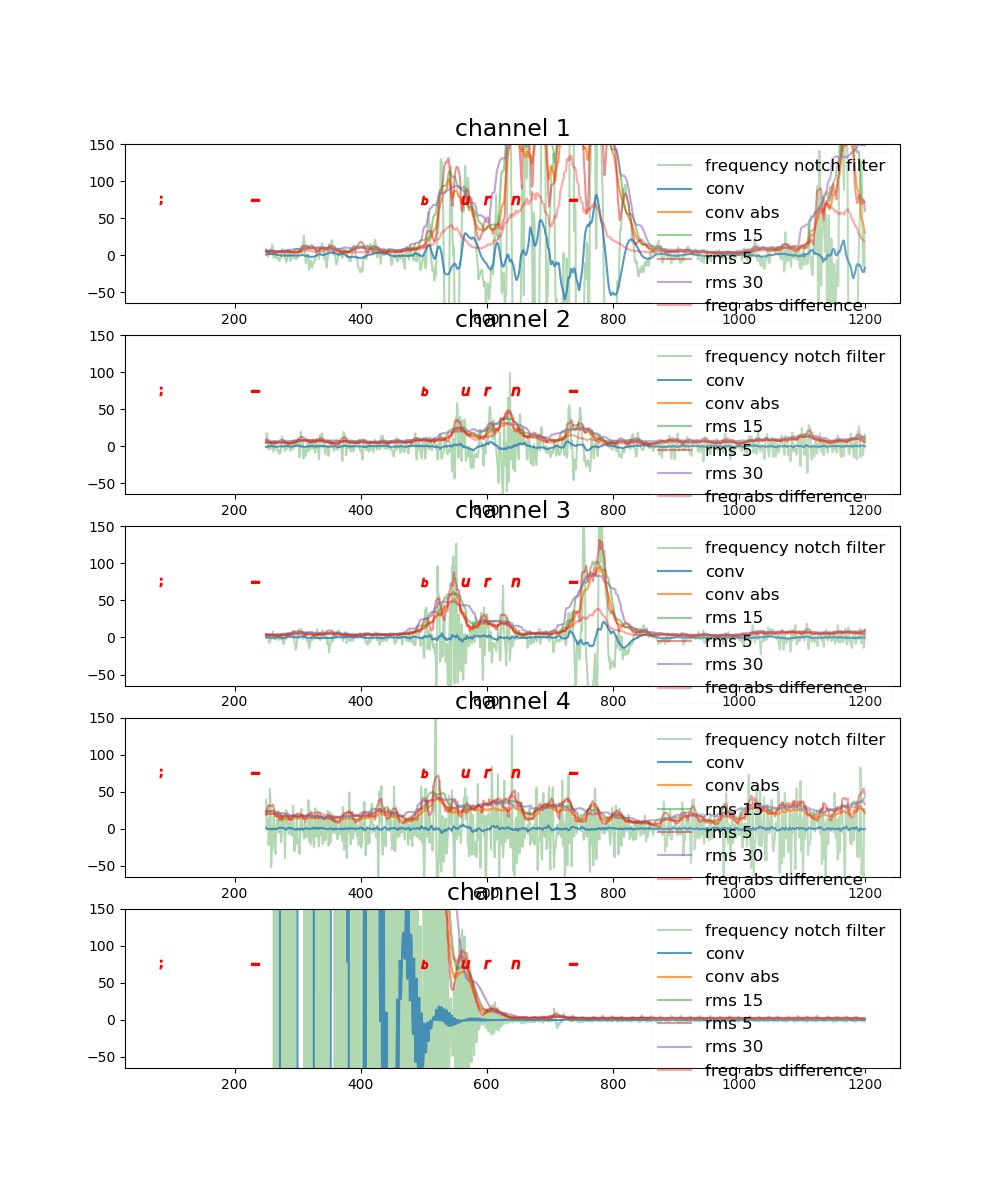 channel 1
150
100
50
0
−50
; – b u r n –
frequency notch filter
conv
conv abs
rms 15
rms 5
rms 30
freq abs difference
200 400 600 800 1000 1200
channel 2
150
100
50
0
−50
; – b u r n –
frequency notch filter
conv
conv abs
rms 15
rms 5
rms 30
freq abs difference
200 400 600 800 1000 1200
channel 3
150
100
50
0
−50
; – b u r n –
frequency notch filter
conv
conv abs
rms 15
rms 5
rms 30
freq abs difference
200 400 600 800 1000 1200
channel 4
150
100
50
0
−50
; – b u r n –
frequency notch filter
conv
conv abs
rms 15
rms 5
rms 30
freq abs difference
200 400 600 800 1000 1200
channel 13
150
100
50
0
−50
; – b u r n –
frequency notch filter
conv
conv abs
rms 15
rms 5
rms 30
freq abs difference
200 400 600 800 1000 1200